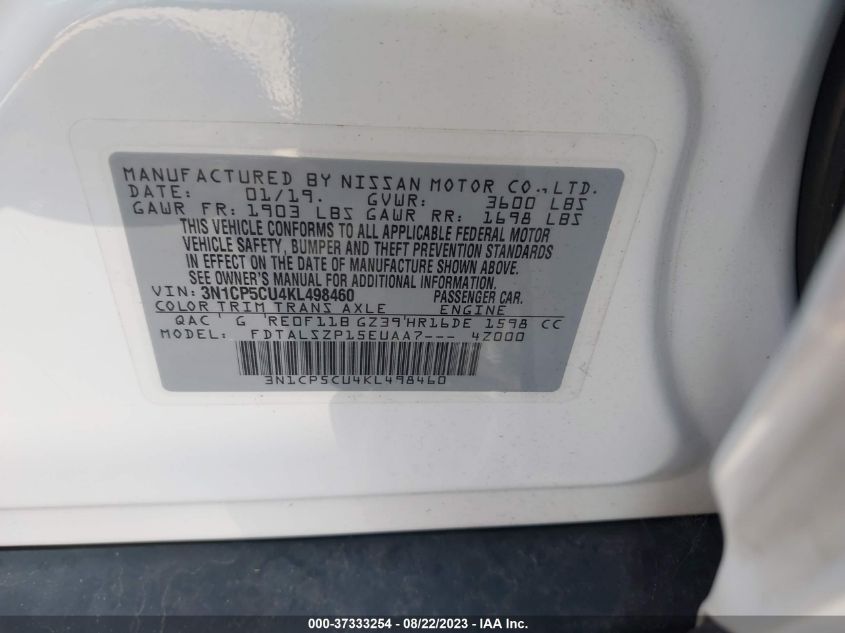 MANUFACTURED BY NISSAN MOTOR CO.,LTD.
DATE: 01/19. GVWR: 3600 LBS
GAWR FR: 1903 LBS GAWR RR: 1698 LBS
THIS VEHICLE CONFORMS TO ALL APPLICABLE FEDERAL MOTOR
VEHICLE SAFETY, BUMPER AND THEFT PREVENTION STANDARDS
IN EFFECT ON THE DATE OF MANUFACTURE SHOWN ABOVE.
SEE OWNER'S MANUAL FOR ADDITIONAL INFORMATION.
VIN: 3N1CP5CU4KL498460 PASSENGER CAR.
COLOR TRIM TRANS AXLE ENGINE
QAC G RE0F11B GZ39 HR16DE 1598 CC
MODEL: FDTALSZP15EUAA7--- 4Z000
3N1CP5CU4KL498460
000-37333254 - 08/22/2023 - Copyright © 2023 - IAA Inc.